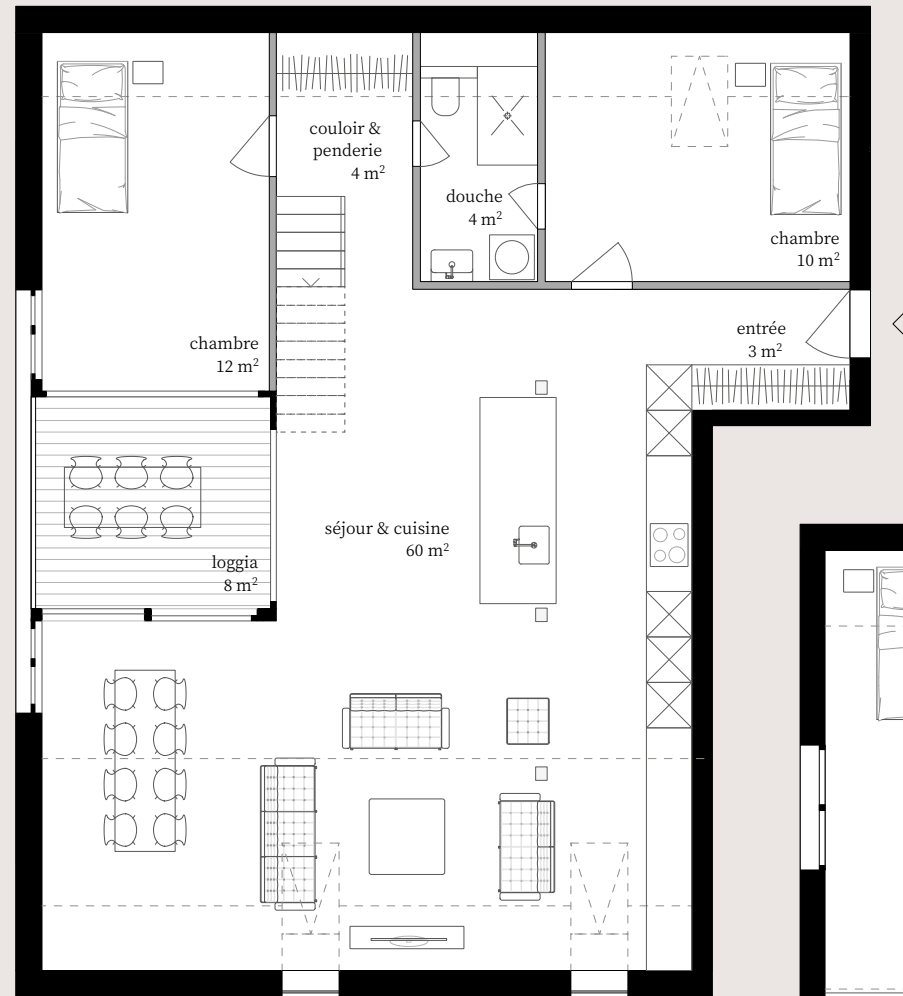 couloir &
penderie
4 m²
douche
4 m²
chambre
10 m²
chambre
12 m²
entrée
3 m²
séjour & cuisine
60 m²
loggia
8 m²